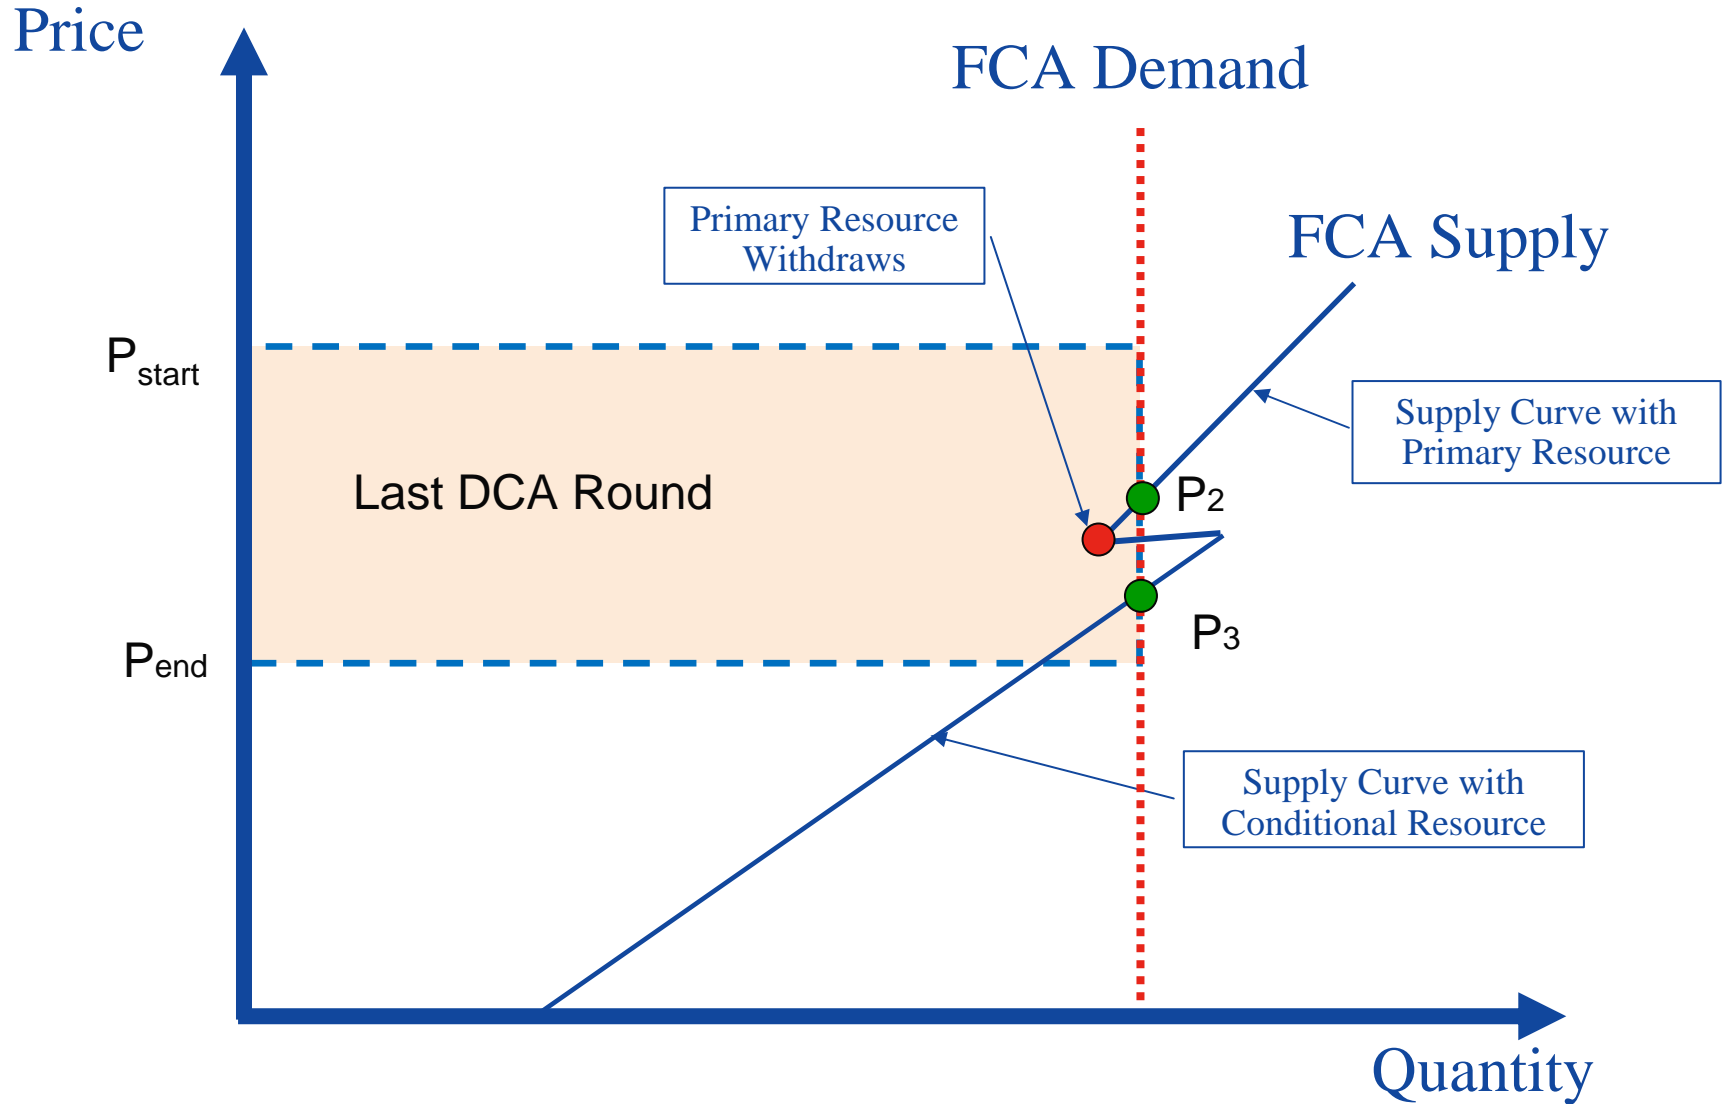 Price
FCA Demand
Primary Resource
Withdraws
FCA Supply
Pstart
Supply Curve with
Primary Resource
Last DCA Round
P2
P3
Pend
Supply Curve with
Conditional Resource
Quantity